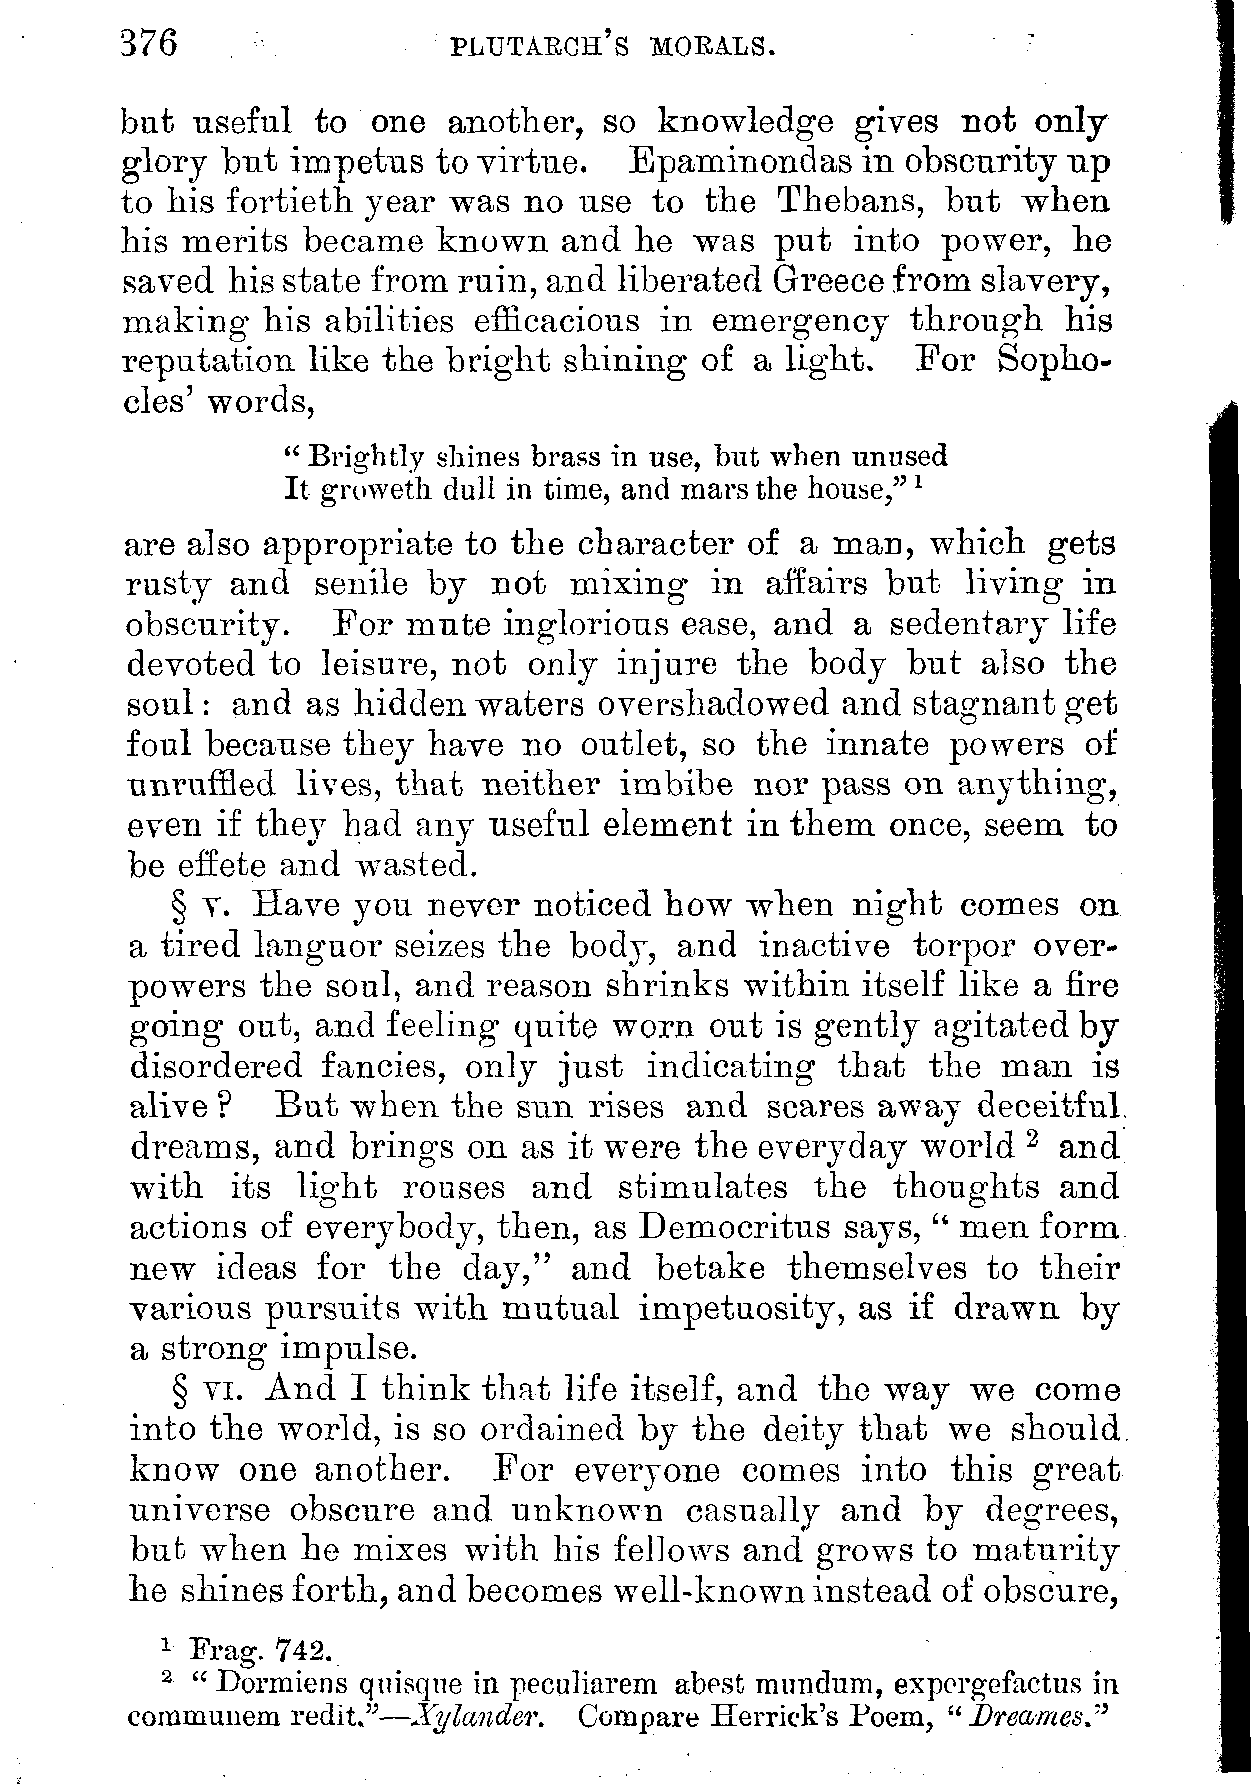 376 PLUTARCH'S MORALS.
but useful to one another, so knowledge gives not only
glory but impetus to virtue. Epaminondas in obscurity up
to his fortieth year was no use to the Thebans, but when
his merits became known and he was put into power, he
saved his state from ruin, and liberated Greece from slavery,
making his abilities efficacious in emergency through his
reputation like the bright shining of a light. For Sopho-
cles' words,
“ Brightly shines brass in use, but when unused
It groweth dull in time, and mars the house,” ¹
are also appropriate to the character of a man, which gets
rusty and senile by not mixing in affairs but living in
obscurity. For mute inglorious ease, and a sedentary life
devoted to leisure, not only injure the body but also the
soul : and as hidden waters overshadowed and stagnant get
foul because they have no outlet, so the innate powers of
unruffled lives, that neither imbibe nor pass on anything,
even if they had any useful element in them once, seem to
be effete and wasted.
§ v. Have you never noticed how when night comes on
a tired languor seizes the body, and inactive torpor over-
powers the soul, and reason shrinks within itself like a fire
going out, and feeling quite worn out is gently agitated by
disordered fancies, only just indicating that the man is
alive ? But when the sun rises and scares away deceitful
dreams, and brings on as it were the everyday world ² and
with its light rouses and stimulates the thoughts and
actions of everybody, then, as Democritus says, “ men form
new ideas for the day,” and betake themselves to their
various pursuits with mutual impetuosity, as if drawn by
a strong impulse.
§ vi. And I think that life itself, and the way we come
into the world, is so ordained by the deity that we should
know one another. For everyone comes into this great
universe obscure and unknown casually and by degrees,
but when he mixes with his fellows and grows to maturity
he shines forth, and becomes well-known instead of obscure,
¹ Frag. 742.
² “ Dormiens quisque in peculiarem abest mundum, expergefactus in
communem redit.”—Xylander. Compare Herrick's Poem, “ Dreames.”